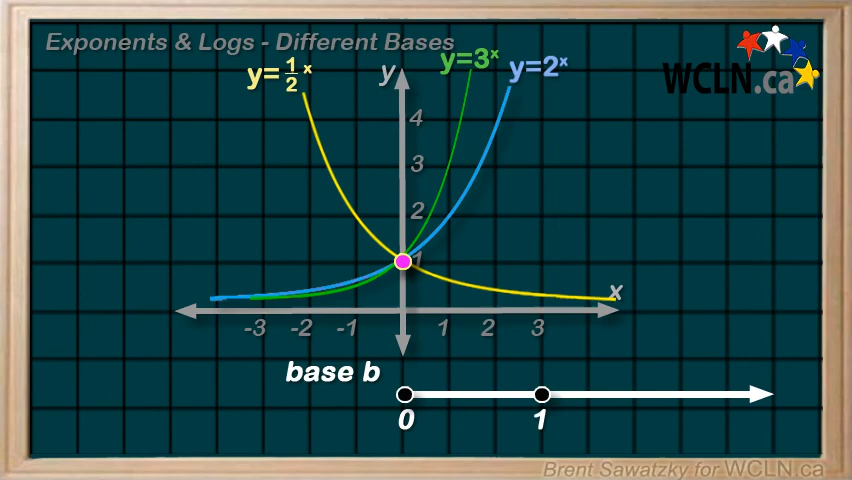 Exponents & Logs - Different Bases
WCLN.ca
y=½ˣ
y
y=3ˣ
y=2ˣ
4
3
2
1
x
-3 -2 -1 1 2 3
base b
0 1
Brent Sawatzky for WCLN.ca